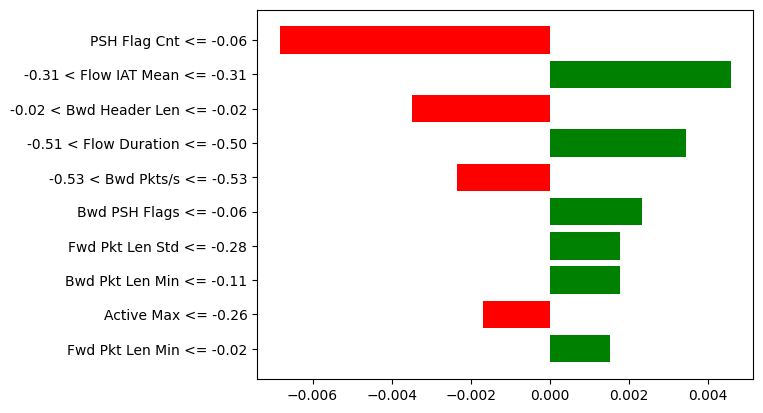 PSH Flag Cnt <= -0.06
-0.31 < Flow IAT Mean <= -0.31
-0.02 < Bwd Header Len <= -0.02
-0.51 < Flow Duration <= -0.50
-0.53 < Bwd Pkts/s <= -0.53
Bwd PSH Flags <= -0.06
Fwd Pkt Len Std <= -0.28
Bwd Pkt Len Min <= -0.11
Active Max <= -0.26
Fwd Pkt Len Min <= -0.02
−0.006 −0.004 −0.002 0.000 0.002 0.004